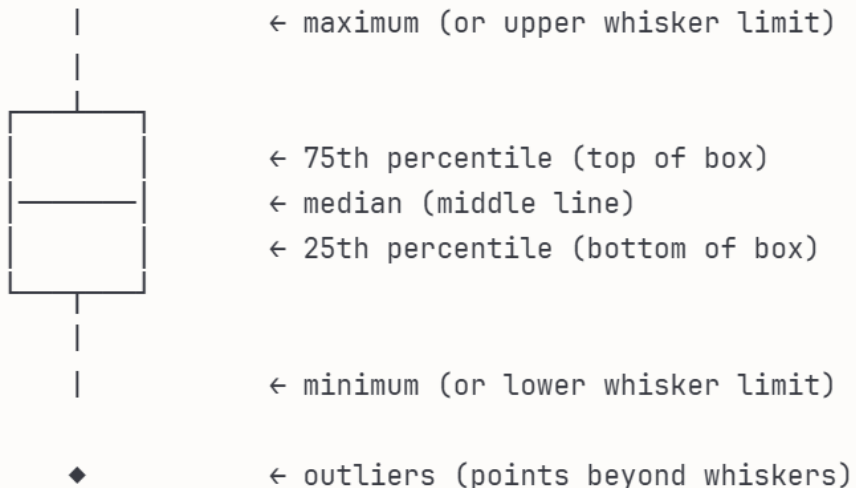 ← maximum (or upper whisker limit)
← 75th percentile (top of box)
← median (middle line)
← 25th percentile (bottom of box)
← minimum (or lower whisker limit)
← outliers (points beyond whiskers)